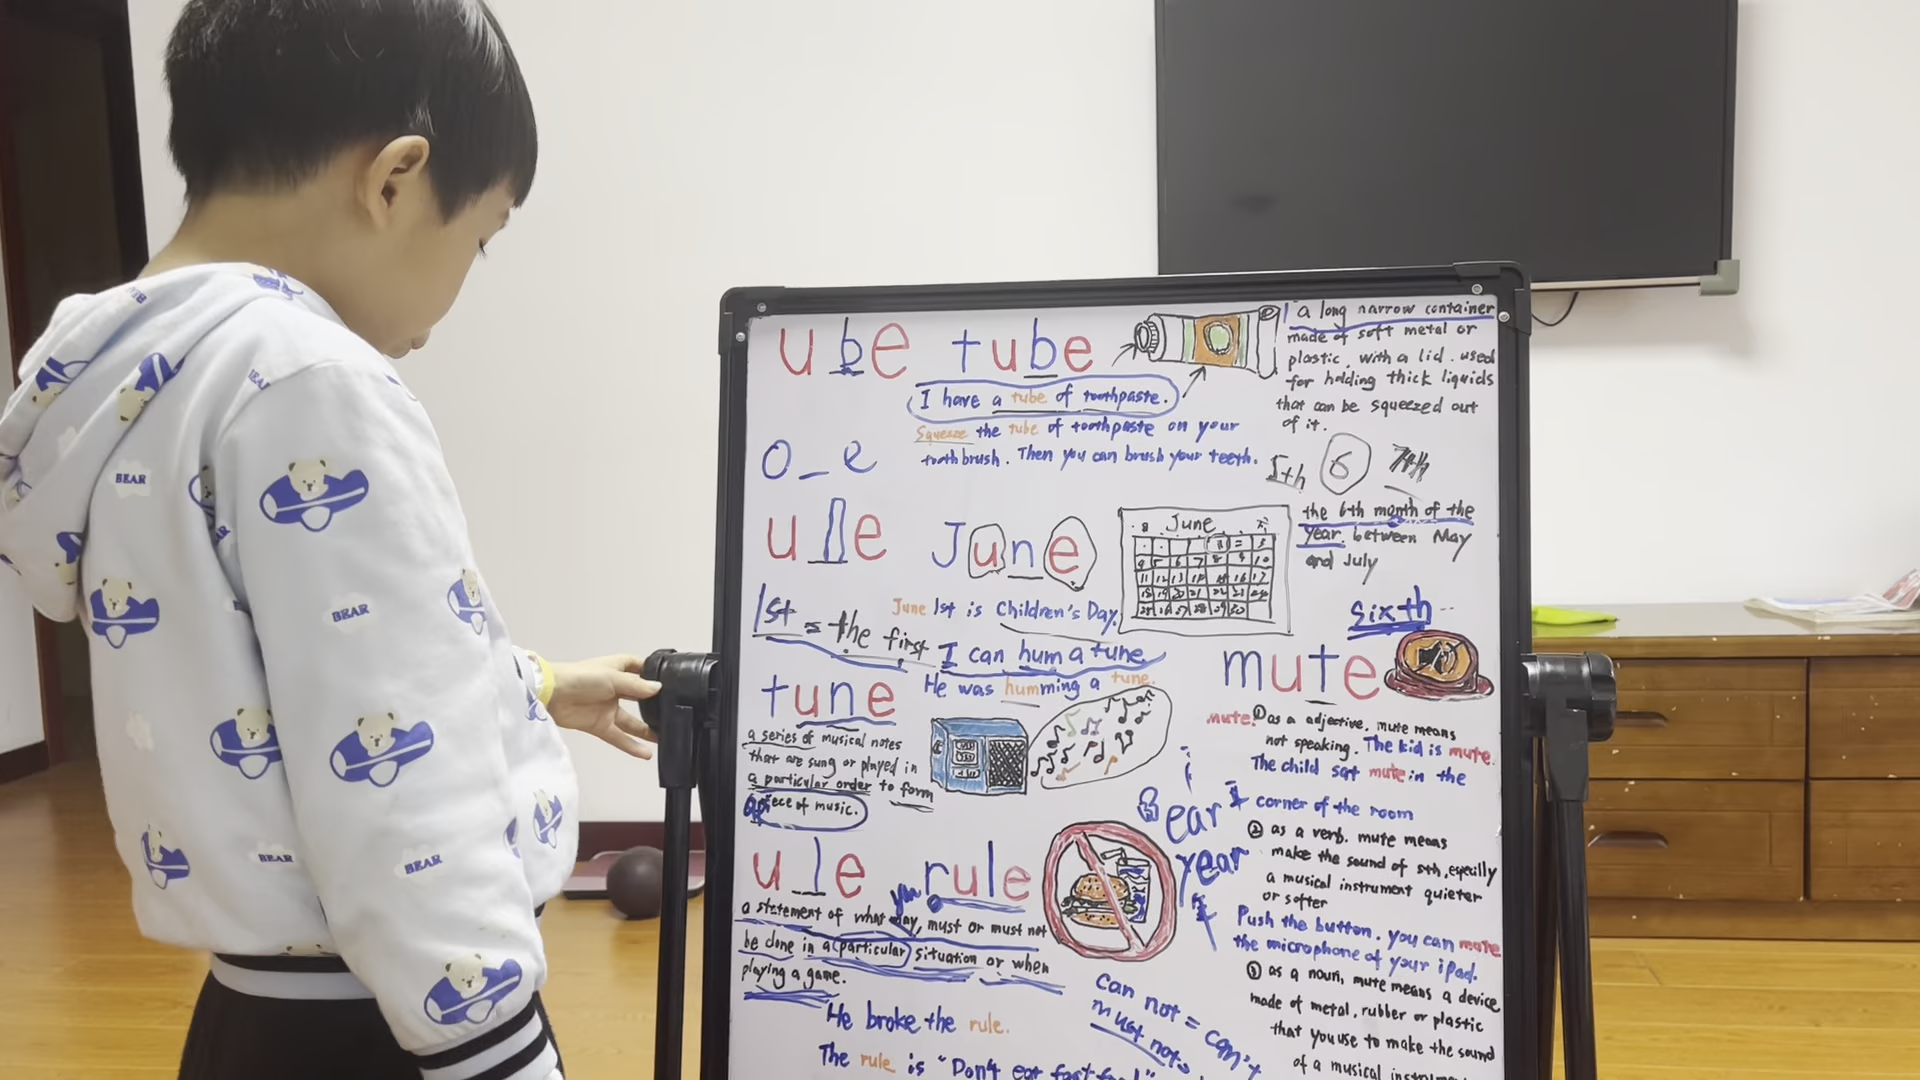 ube tube
I have a tube of toothpaste.
Squeeze the tube of toothpaste on your
toothbrush. Then you can brush your teeth.
a long narrow container
made of soft metal or
plastic, with a lid. used
for holding thick liquids
that can be squeezed out
of it.
o_e
5th 6 7th
u_e June
June
the 6th month of the
year. between May
and July
sixth
June 1st is Children's Day.
1st = the first
I can hum a tune
He was humming a tune.
tune
a series of musical notes
that are sung or played in
a particular order to form
a piece of music.
mute
mute: ① as a adjective. mute means
not speaking. The kid is mute.
The child sat mute in the
corner of the room
② as a verb. mute means
make the sound of sth, especilly
a musical instrument quieter
or softer
Push the button. you can mute
the microphone of your ipad.
③ as a noun, mute means a device
made of metal, rubber or plastic
that you use to make the sound
of a musical
ear
year
ule rule
you
a statement of what may, must or must not
be done in a particular situation or when
playing a game.
He broke the rule.
The rule is "Don't eat fast food"
can not = can't
must not
BEAR
BEAR
BEAR
BEAR